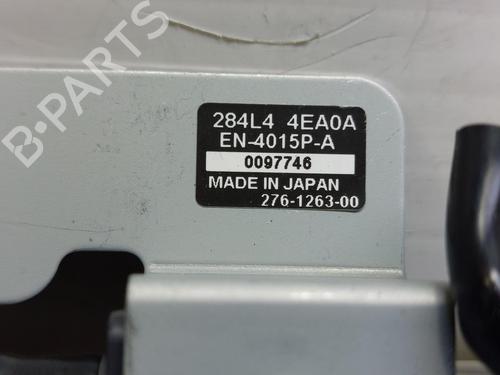 B-PARTS
284L4 4EA0A
EN-4015P-A
0097746
MADE IN JAPAN
276-1263-00